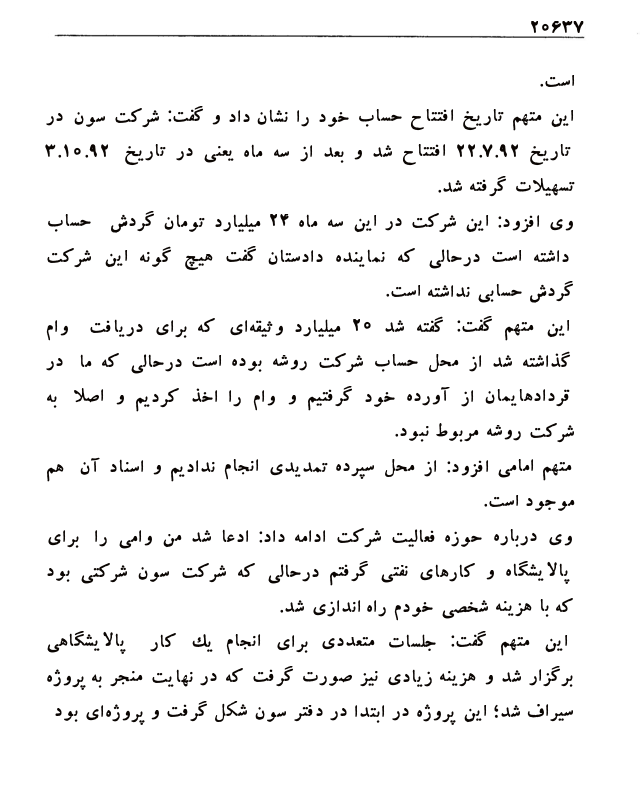 ۲۰۶۳۷
است.
این متهم تاریخ افتتاح حساب خود را نشان داد و گفت: شرکت سون در
تاریخ ۲۲.۷.۹۲ افتتاح شد و بعد از سه ماه یعنی در تاریخ ۳.۱۰.۹۲
تسهیلات گرفته شد.
وی افزود: این شرکت در این سه ماه ۲۴ میلیارد تومان گردش حساب
داشته است درحالی که نماینده دادستان گفت هیچ گونه این شرکت
گردش حسابی نداشته است.
این متهم گفت: گفته شد ۲۰ میلیارد وثیقه‌ای که برای دریافت وام
گذاشته شد از محل حساب شرکت روشه بوده است درحالی که ما در
قردادهایمان از آورده خود گرفتیم و وام را اخذ کردیم و اصلا به
شرکت روشه مربوط نبود.
متهم امامی افزود: از محل سپرده تمدیدی انجام ندادیم و اسناد آن هم
موجود است.
وی درباره حوزه فعالیت شرکت ادامه داد: ادعا شد من وامی را برای
پالایشگاه و کارهای نفتی گرفتم درحالی که شرکت سون شرکتی بود
که با هزینه شخصی خودم راه اندازی شد.
این متهم گفت: جلسات متعددی برای انجام یك کار پالایشگاهی
برگزار شد و هزینه زیادی نیز صورت گرفت که در نهایت منجر به پروژه
سیراف شد؛ این پروژه در ابتدا در دفتر سون شکل گرفت و پروژه‌ای بود